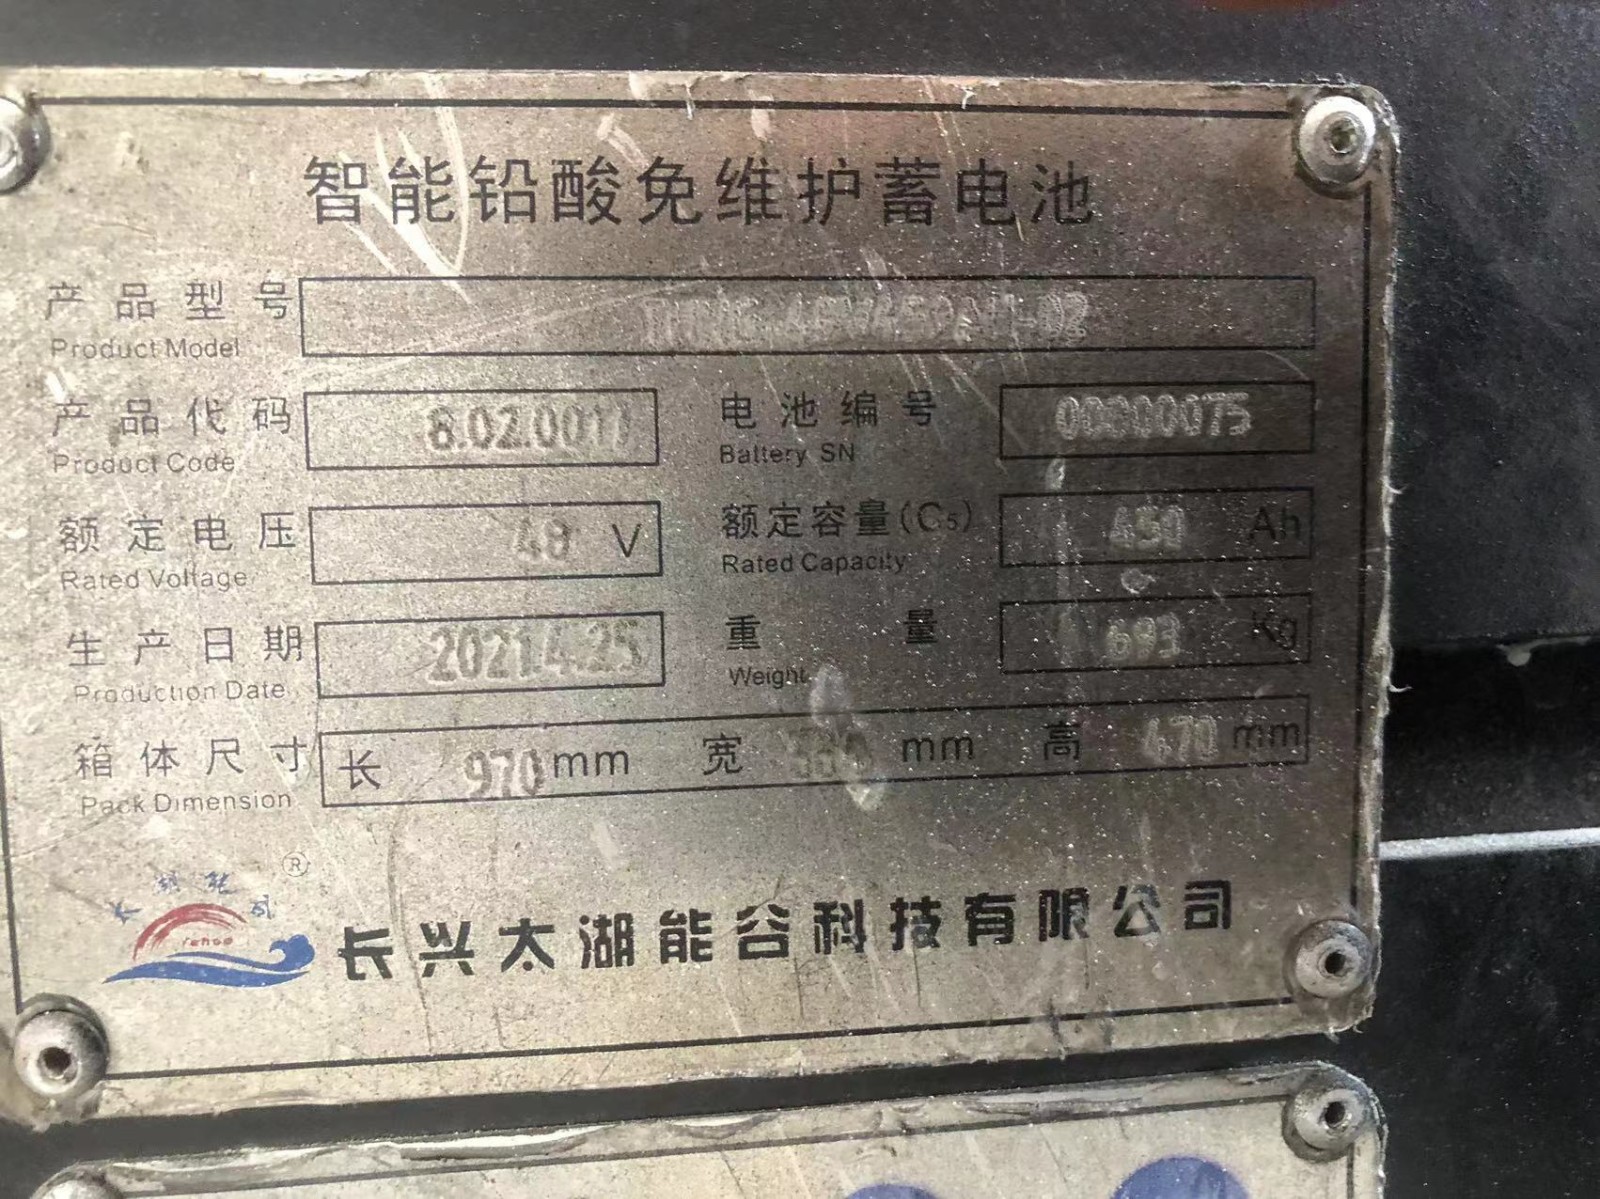 智能铅酸免维护蓄电池
产品型号
Product Model
产品代码 8.02.0011 电池编号 00200075
Product Code Battery SN
额定电压 48 V 额定容量(C5) 450 Ah
Rated Voltage Rated Capacity
生产日期 2021.4.25 重量 693 Kg
Production Date Weight
箱体尺寸 长 970mm 宽 mm 高 470mm
Pack Dimension
®
长兴太湖能谷科技有限公司